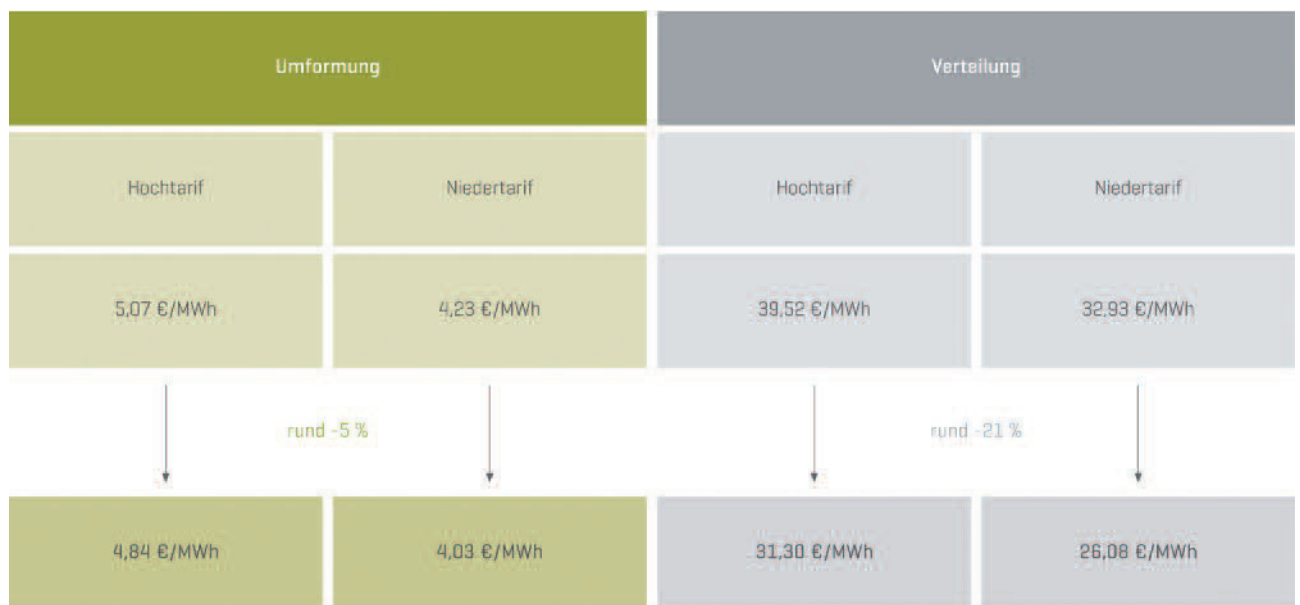 Umformung
Verteilung
Hochtarif
Niedertarif
Hochtarif
Niedertarif
5,07 €/MWh
4,23 €/MWh
39,52 €/MWh
32,93 €/MWh
rund -5 %
rund -21 %
4,84 €/MWh
4,03 €/MWh
31,30 €/MWh
26,08 €/MWh